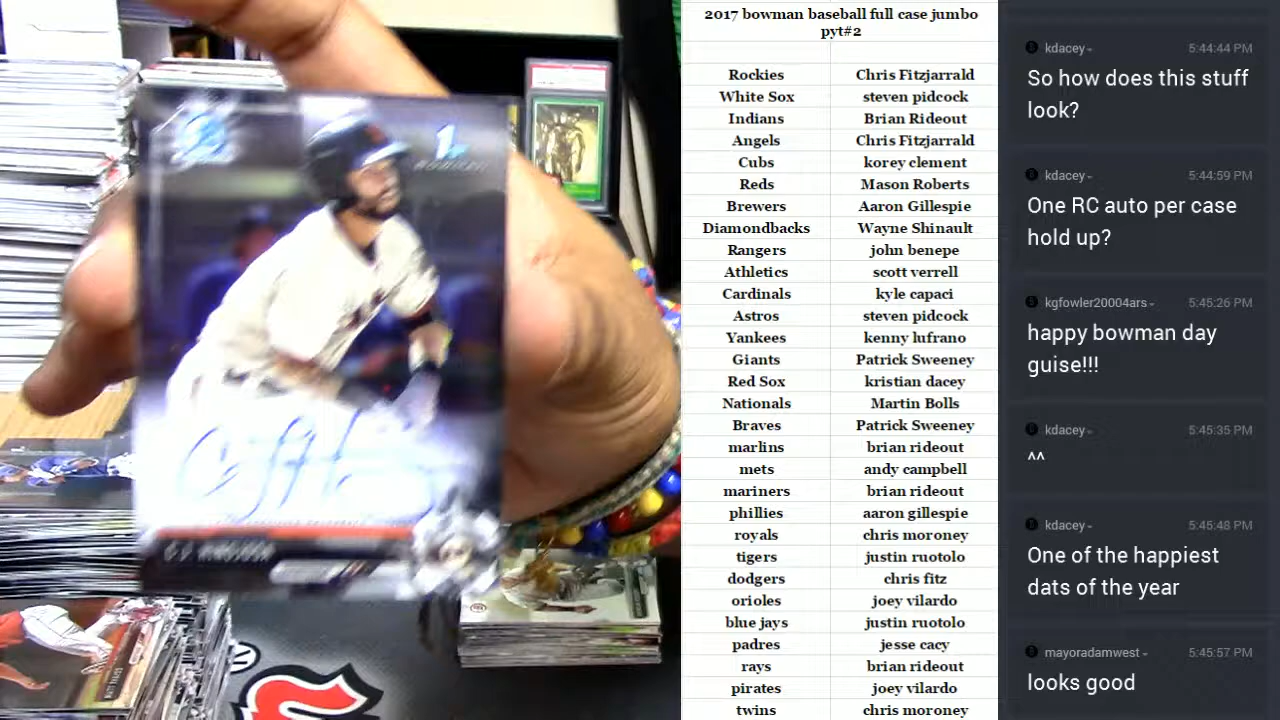 2017 bowman baseball full case jumbo
pyt#2
Rockies Chris Fitzjarrald
White Sox steven pidcock
Indians Brian Rideout
Angels Chris Fitzjarrald
Cubs korey clement
Reds Mason Roberts
Brewers Aaron Gillespie
Diamondbacks Wayne Shinault
Rangers john benepe
Athletics scott verrell
Cardinals kyle capaci
Astros steven pidcock
Yankees kenny lufrano
Giants Patrick Sweeney
Red Sox kristian dacey
Nationals Martin Bolls
Braves Patrick Sweeney
marlins brian rideout
mets andy campbell
mariners brian rideout
phillies aaron gillespie
royals chris moroney
tigers justin ruotolo
dodgers chris fitz
orioles joey vilardo
blue jays justin ruotolo
padres jesse cacy
rays brian rideout
pirates joey vilardo
twins chris moroney
kdacey 5:44:44 PM
So how does this stuff
look?
kdacey 5:44:59 PM
One RC auto per case
hold up?
kgfowler20004ars 5:45:26 PM
happy bowman day
guise!!!
kdacey 5:45:35 PM
^^
kdacey 5:45:48 PM
One of the happiest
dats of the year
mayoradamwest 5:45:57 PM
looks good